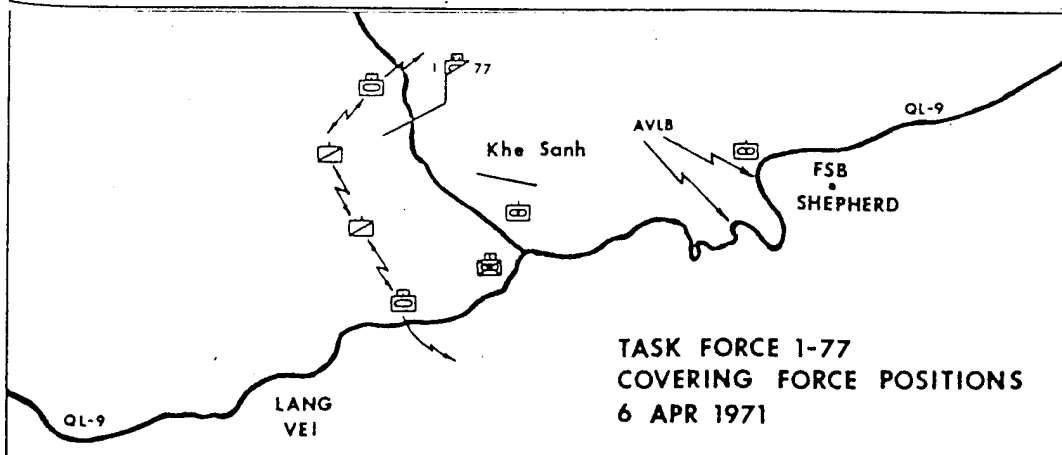 1 77
QL-9
AVLB
Khe Sanh
FSB
SHEPHERD
TASK FORCE 1-77
COVERING FORCE POSITIONS
6 APR 1971
LANG
VEI
QL-9